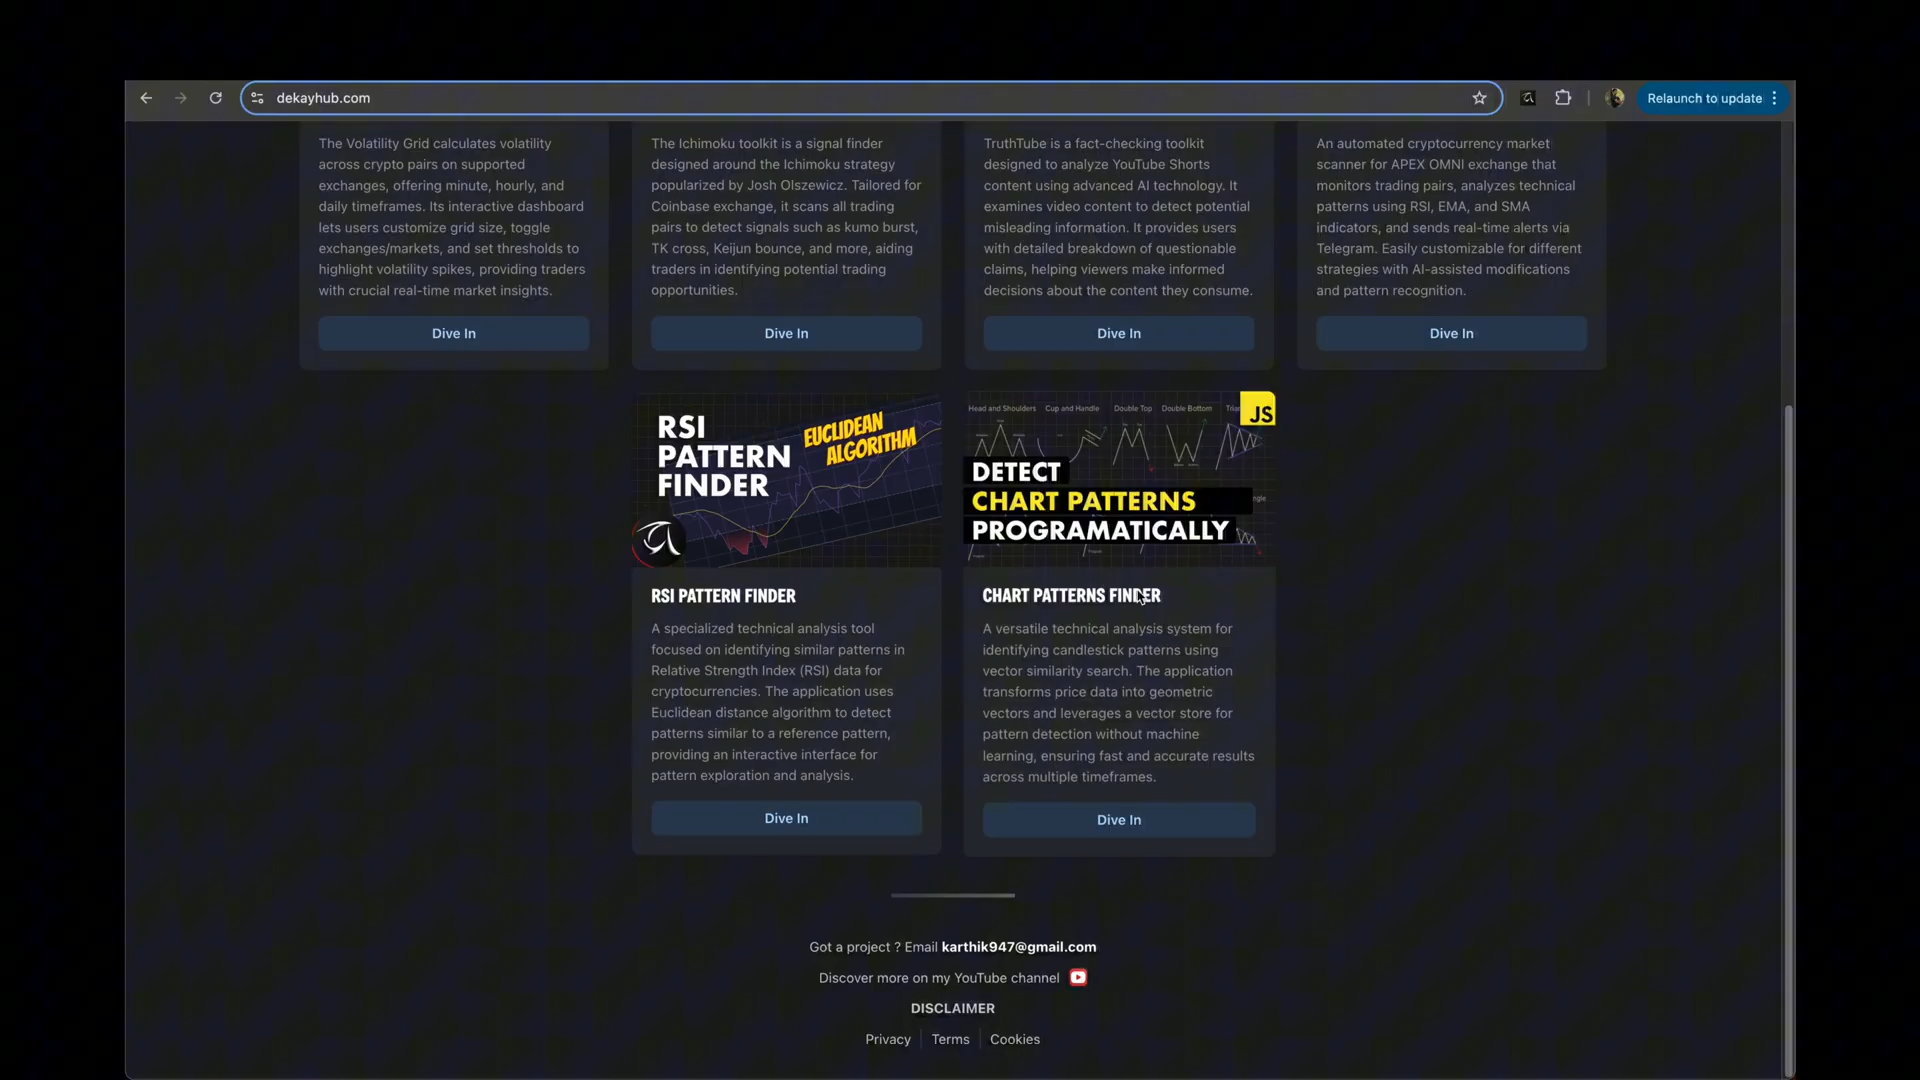 dekayhub.com
Relaunch to update
The Volatility Grid calculates volatility
across crypto pairs on supported
exchanges, offering minute, hourly, and
daily timeframes. Its interactive dashboard
lets users customize grid size, toggle
exchanges/markets, and set thresholds to
highlight volatility spikes, providing traders
with crucial real-time market insights.
Dive In
The Ichimoku toolkit is a signal finder
designed around the Ichimoku strategy
popularized by Josh Olszewicz. Tailored for
Coinbase exchange, it scans all trading
pairs to detect signals such as kumo burst,
TK cross, Keijun bounce, and more, aiding
traders in identifying potential trading
opportunities.
Dive In
TruthTube is a fact-checking toolkit
designed to analyze YouTube Shorts
content using advanced AI technology. It
examines video content to detect potential
misleading information. It provides users
with detailed breakdown of questionable
claims, helping viewers make informed
decisions about the content they consume.
Dive In
An automated cryptocurrency market
scanner for APEX OMNI exchange that
monitors trading pairs, analyzes technical
patterns using RSI, EMA, and SMA
indicators, and sends real-time alerts via
Telegram. Easily customizable for different
strategies with AI-assisted modifications
and pattern recognition.
Dive In
RSI
PATTERN
FINDER
EUCLIDEAN
ALGORITHM
RSI PATTERN FINDER
A specialized technical analysis tool
focused on identifying similar patterns in
Relative Strength Index (RSI) data for
cryptocurrencies. The application uses
Euclidean distance algorithm to detect
patterns similar to a reference pattern,
providing an interactive interface for
pattern exploration and analysis.
Dive In
Head and Shoulders Cup and Handle Double Top Double Bottom
JS
DETECT
CHART PATTERNS
PROGRAMATICALLY
CHART PATTERNS FINDER
A versatile technical analysis system for
identifying candlestick patterns using
vector similarity search. The application
transforms price data into geometric
vectors and leverages a vector store for
pattern detection without machine
learning, ensuring fast and accurate results
across multiple timeframes.
Dive In
Got a project ? Email karthik947@gmail.com
Discover more on my YouTube channel
DISCLAIMER
Privacy Terms Cookies